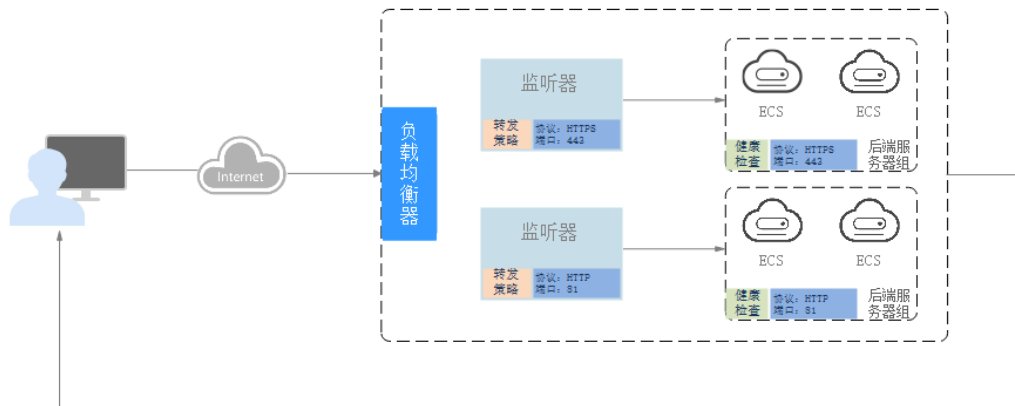 Internet
负
载
均
衡
器
监听器
转发
策略
协议: HTTPS
端口: 443
ECS
ECS
健康
检查
协议: HTTPS
端口: 443
后端服
务器组
监听器
转发
策略
协议: HTTP
端口: 81
ECS
ECS
健康
检查
协议: HTTP
端口: 81
后端服
务器组